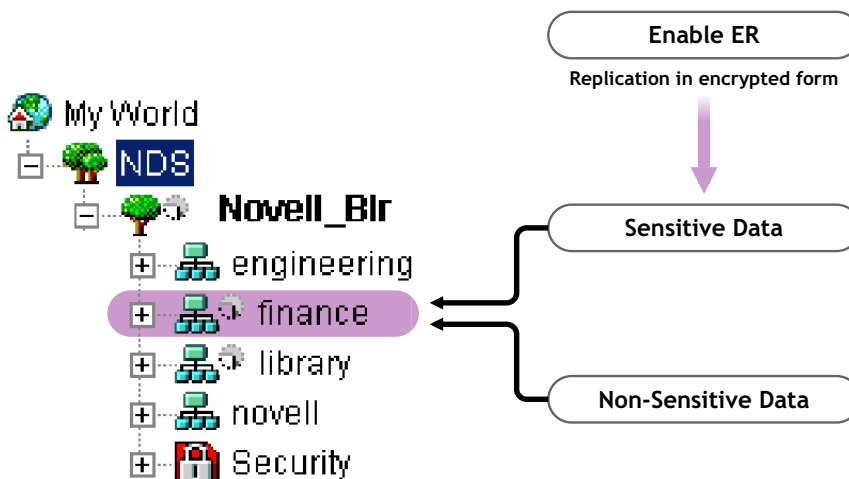 Enable ER
Replication in encrypted form
My World
NDS
Novell_Blr
engineering
finance
library
novell
Security
Sensitive Data
Non-Sensitive Data